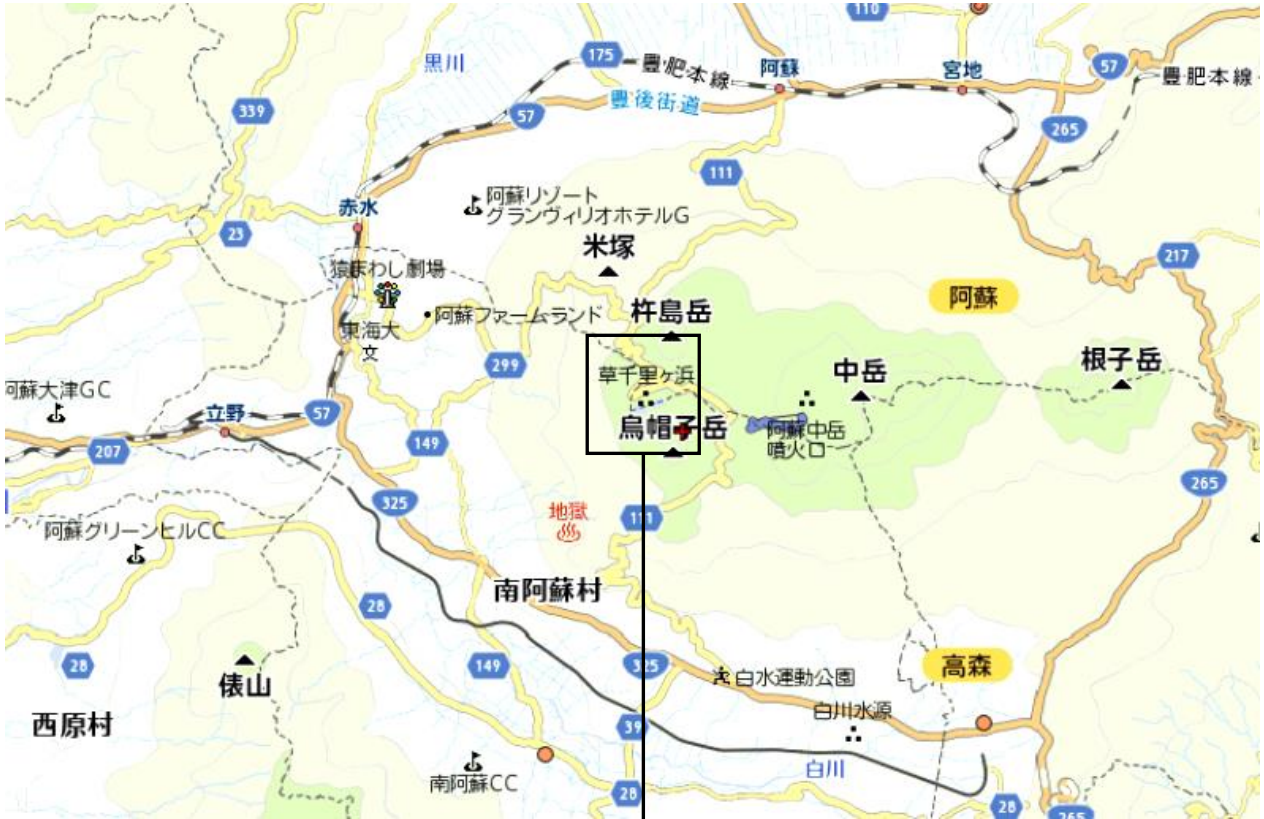 110
175
豊肥本線
阿蘇
宮地
57
豊肥本線
黒川
豊後街道
339
57
265
111
阿蘇リゾート
グランヴィリオホテルG
赤水
23
米塚
217
猿まわし劇場
阿蘇
杵島岳
阿蘇ファームランド
東海大
文
299
草千里ヶ浜
中岳
根子岳
阿蘇大津GC
立野
57
烏帽子岳
阿蘇中岳
噴火口
207
149
265
325
地獄
111
阿蘇グリーンヒルCC
南阿蘇村
28
28
149
325
高森
白水運動公園
俵山
西原村
白川水源
39
白川
南阿蘇CC
28
28
265